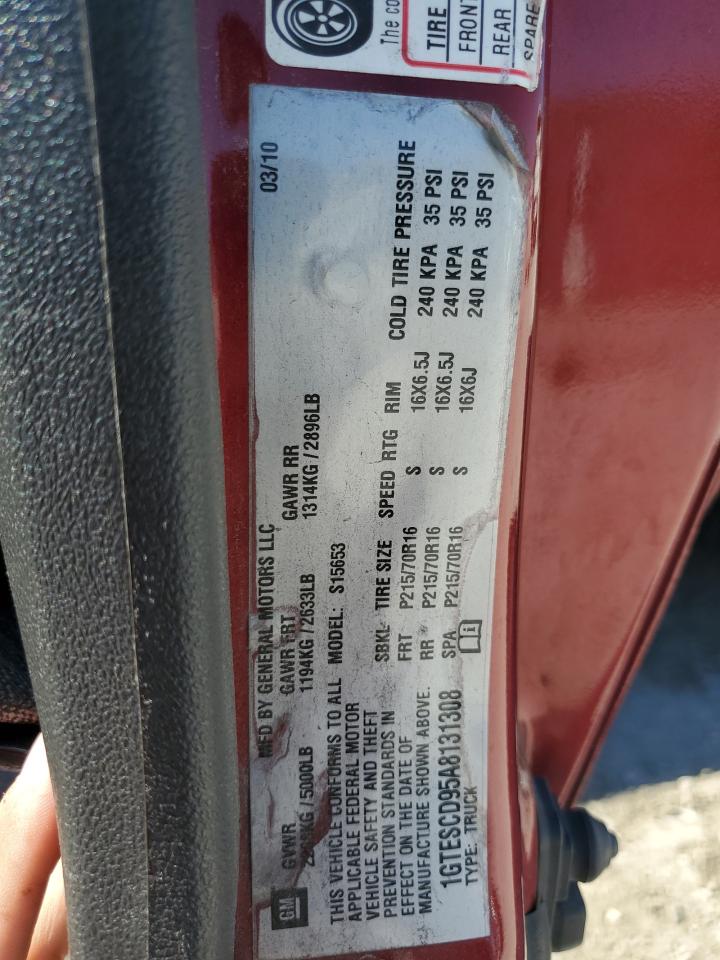 The co
TIRE
FRONT
REAR
SPARE
GM
MFD BY GENERAL MOTORS LLC 03/10
GVWR GAWR FRT GAWR RR
/5000LB 1194KG/2633LB 1314KG/2896LB
THIS VEHICLE CONFORMS TO ALL
APPLICABLE FEDERAL MOTOR
VEHICLE SAFETY AND THEFT
PREVENTION STANDARDS IN
EFFECT ON THE DATE OF
MANUFACTURE SHOWN ABOVE.
1GTESCD95A8131308
TYPE: TRUCK
MODEL: S15653
SBKL TIRE SIZE SPEED RTG RIM COLD TIRE PRESSURE
FRT P215/70R16 S 16X6.5J 240 KPA 35 PSI
RR P215/70R16 S 16X6.5J 240 KPA 35 PSI
SPA P215/70R16 S 16X6J 240 KPA 35 PSI